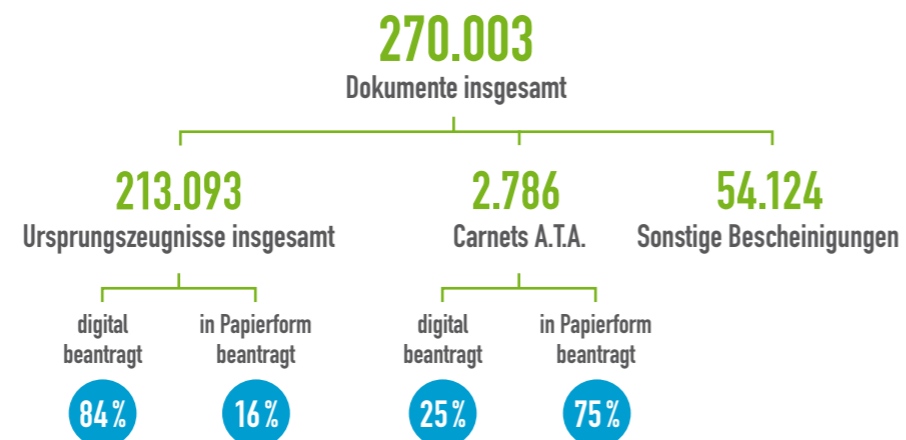 270.003
Dokumente insgesamt
213.093
Ursprungszeugnisse insgesamt
2.786
Carnets A.T.A.
54.124
Sonstige Bescheinigungen
digital
beantragt
84 %
in Papierform
beantragt
16 %
digital
beantragt
25 %
in Papierform
beantragt
75 %